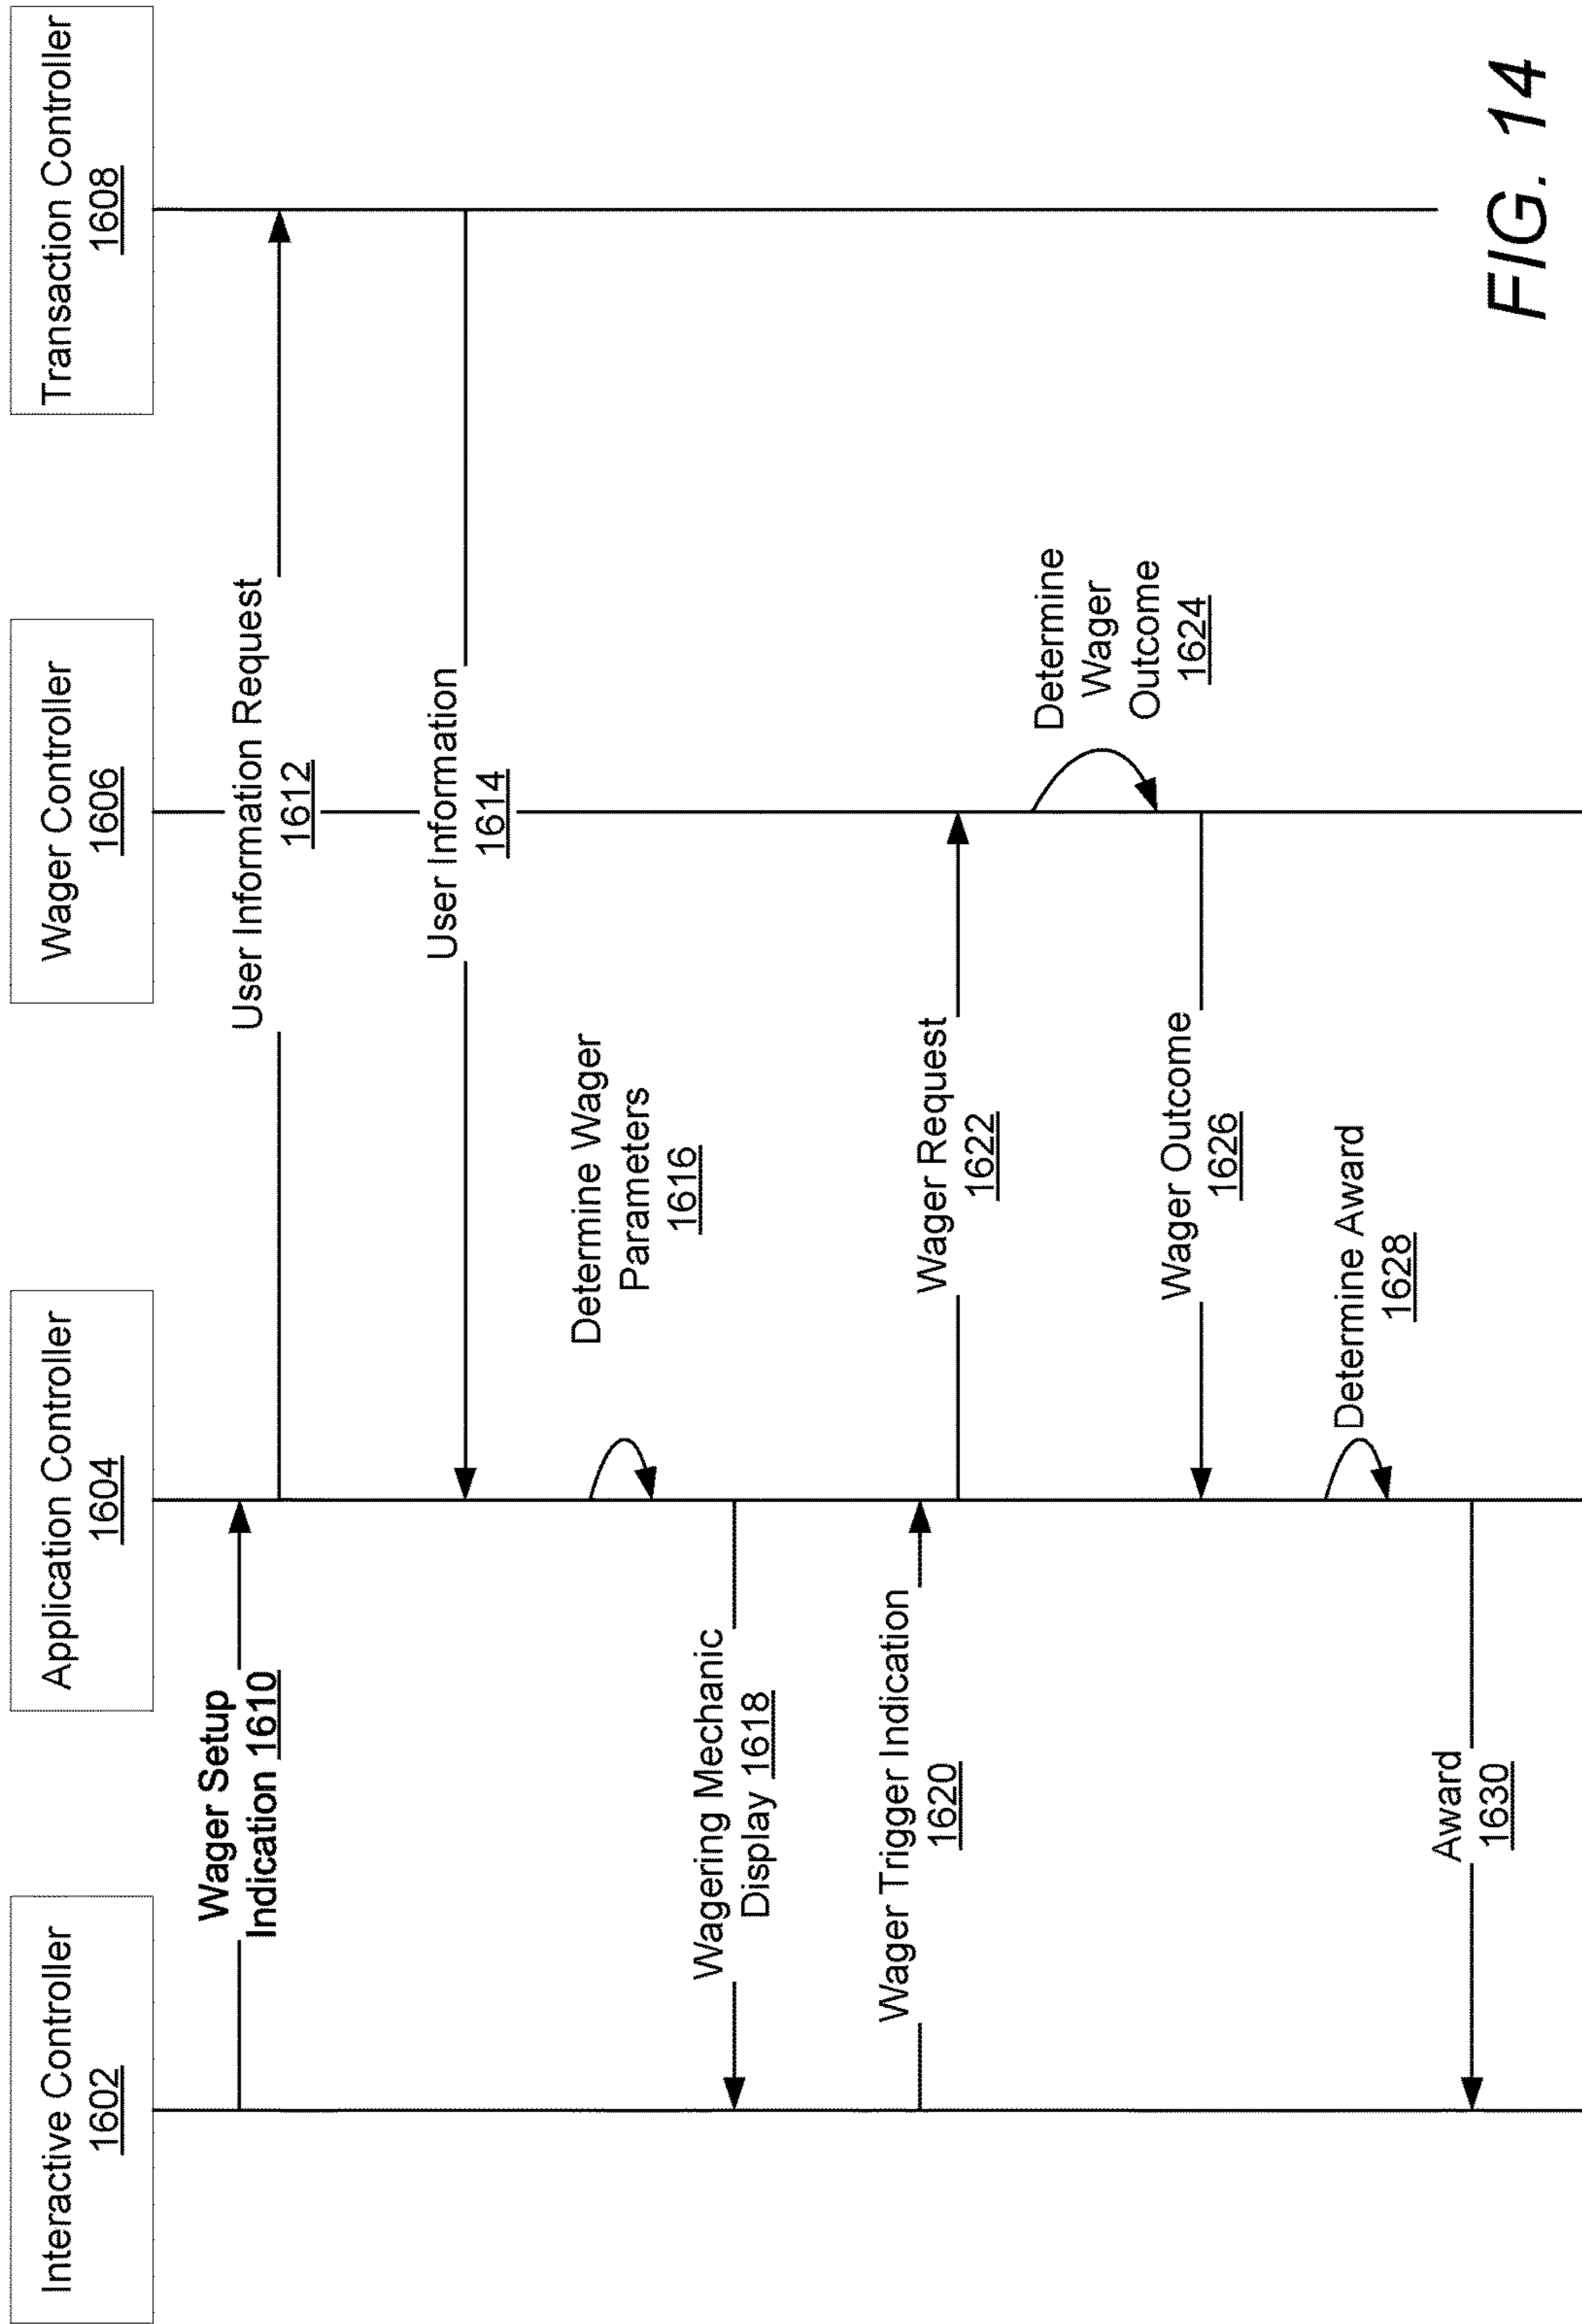 Interactive Controller
1602
Application Controller
1604
Wager Controller
1606
Transaction Controller
1608
Wager Setup
Indication 1610
User Information Request
1612
User Information
1614
Determine Wager
Parameters
1616
Wagering Mechanic
Display 1618
Wager Trigger Indication
1620
Wager Request
1622
Determine
Wager
Outcome
1624
Wager Outcome
1626
Determine Award
1628
Award
1630
FIG. 14